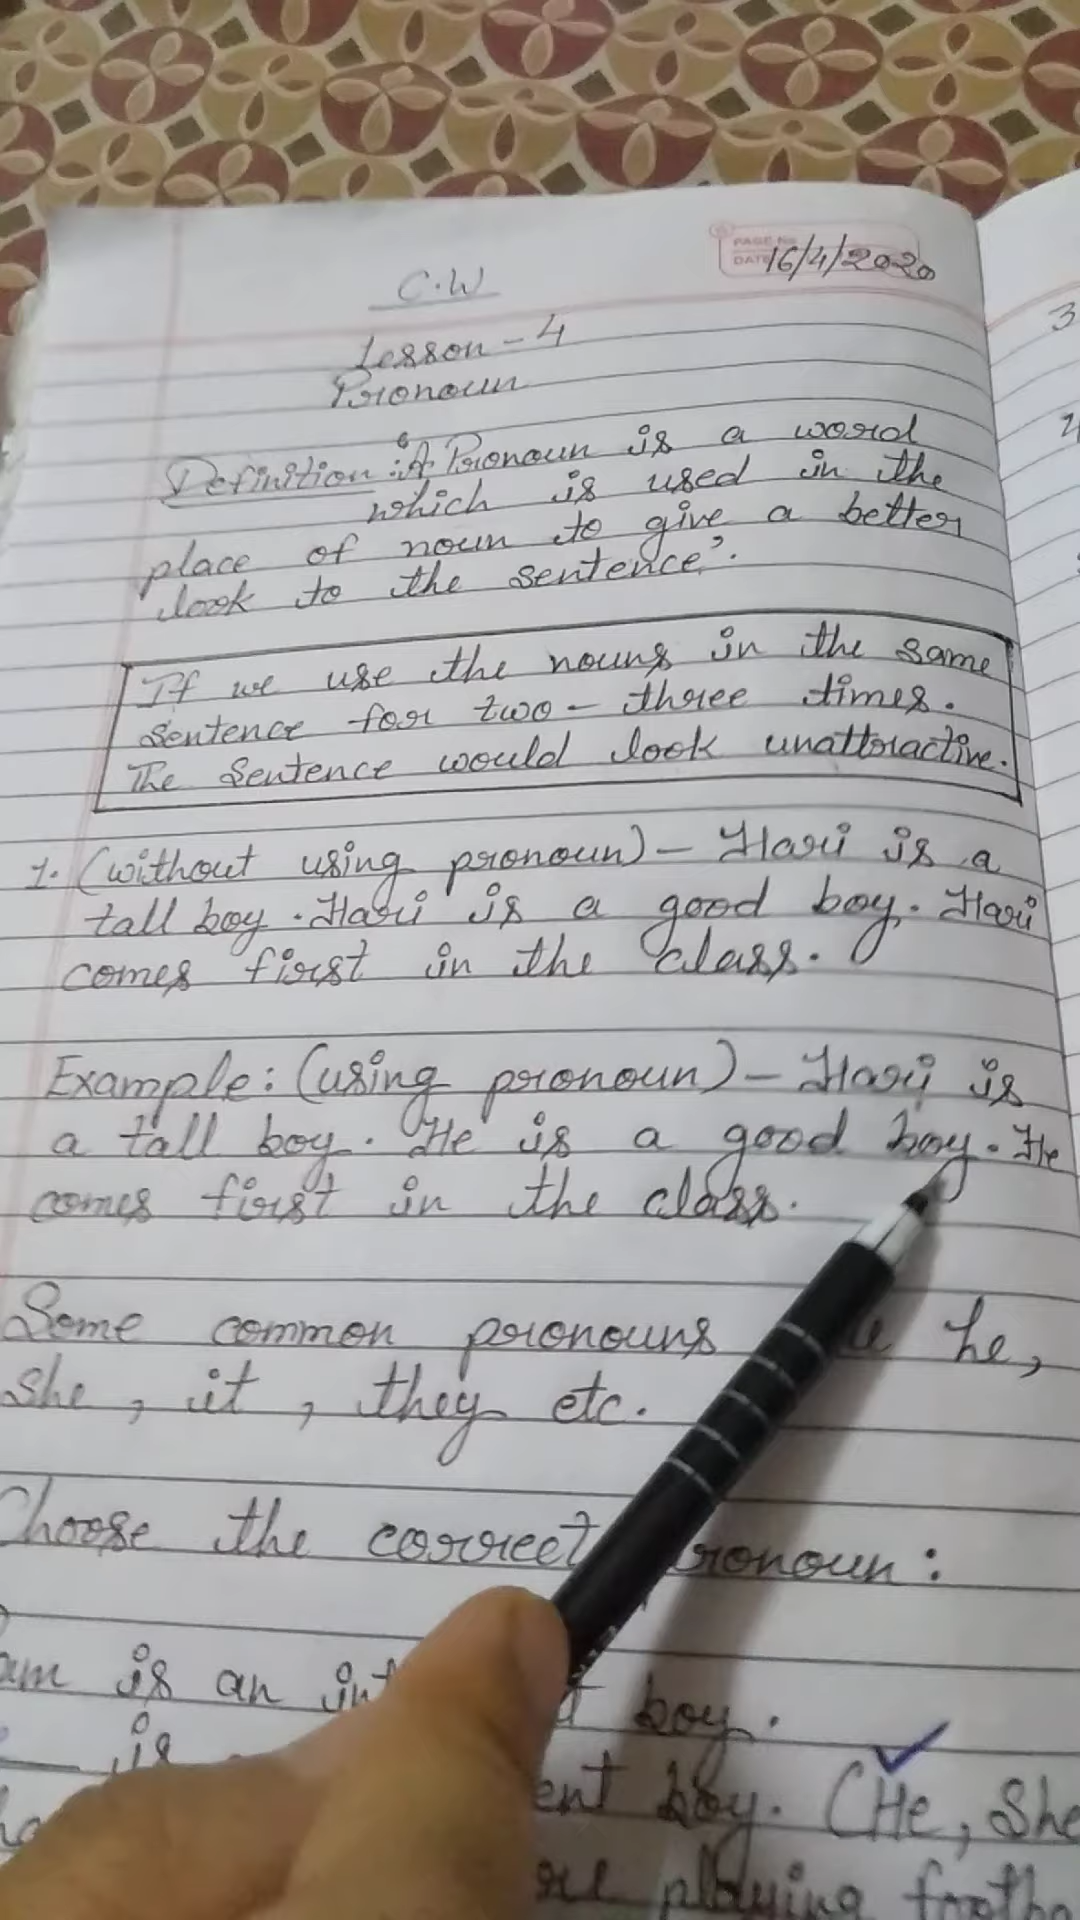 PAGE No.
DATE 16/4/2020
C.W
Lesson - 4
Pronoun
Definition: "A Pronoun is a word
which is used in the
place of noun to give a better
look to the sentence".
If we use the nouns in the same
sentence for two - three times.
The sentence would look unattractive.
1. (without using pronoun) - Hari is a
tall boy. Hari is a good boy. Hari
comes first in the class.
Example: (using pronoun) - Hari is
a tall boy. He is a good boy. He
comes first in the class.
Some common pronouns he,
she, it, they etc.
Choose the correct pronoun:
is an boy.
is boy. (He, She
playing
3